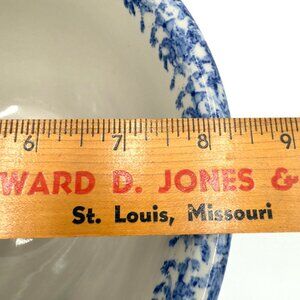 6 7 8 9
WARD D. JONES &
St. Louis, Missouri